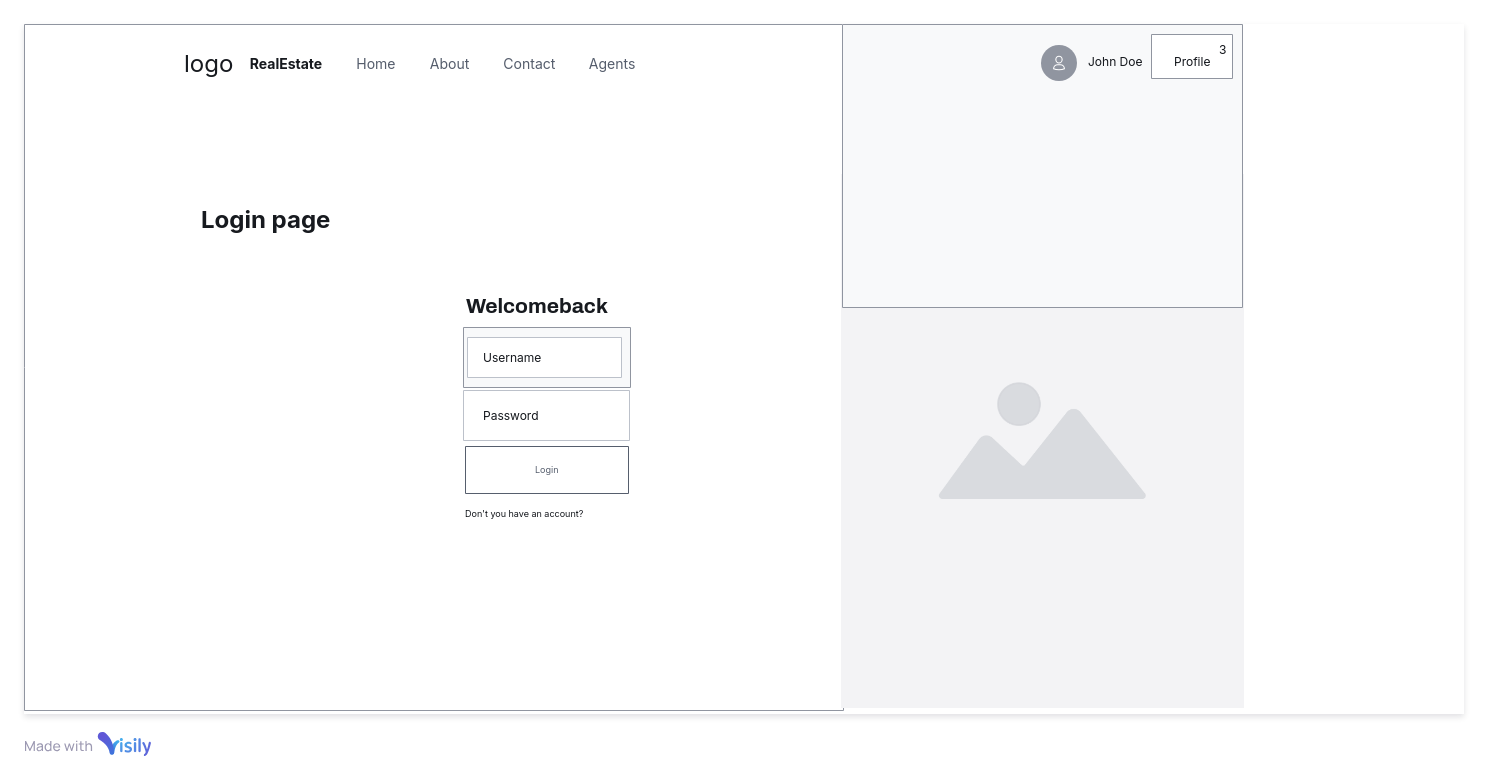 logo RealEstate Home About Contact Agents John Doe Profile 3
Login page
Welcomeback
Username
Password
Login
Don't you have an account?
Made with Visily